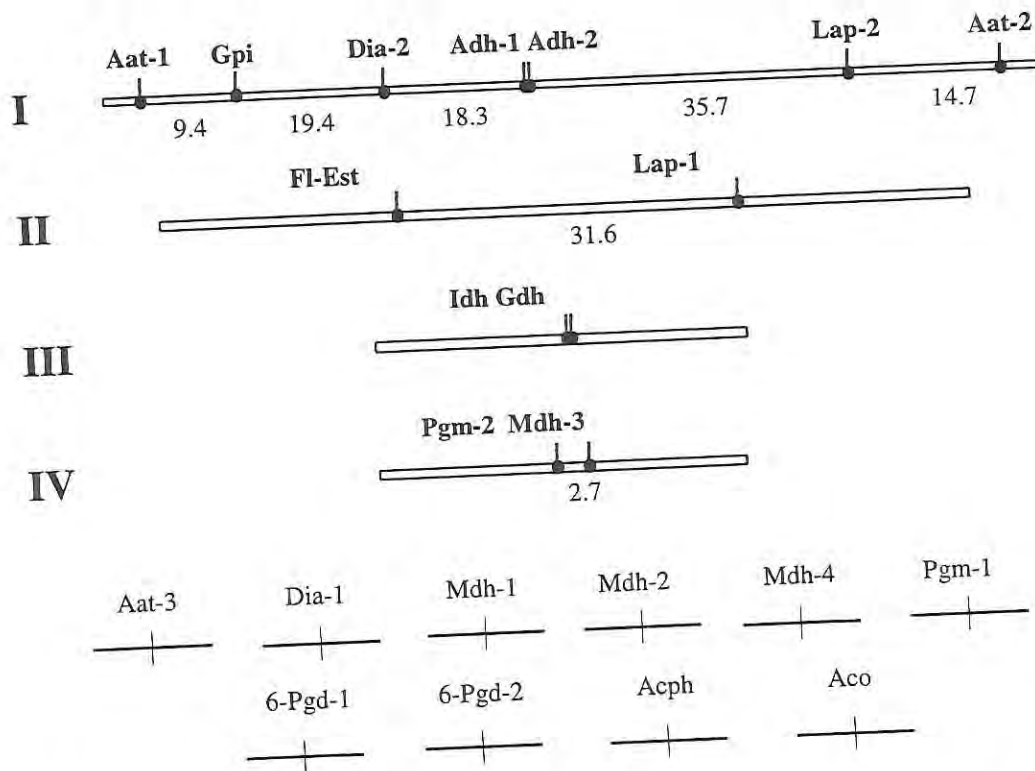 Aat-1 Gpi Dia-2 Adh-1 Adh-2 Lap-2 Aat-2
I
9.4 19.4 18.3 35.7 14.7
Fl-Est Lap-1
II
31.6
Idh Gdh
III
Pgm-2 Mdh-3
IV
2.7
Aat-3 Dia-1 Mdh-1 Mdh-2 Mdh-4 Pgm-1
6-Pgd-1 6-Pgd-2 Acph Aco